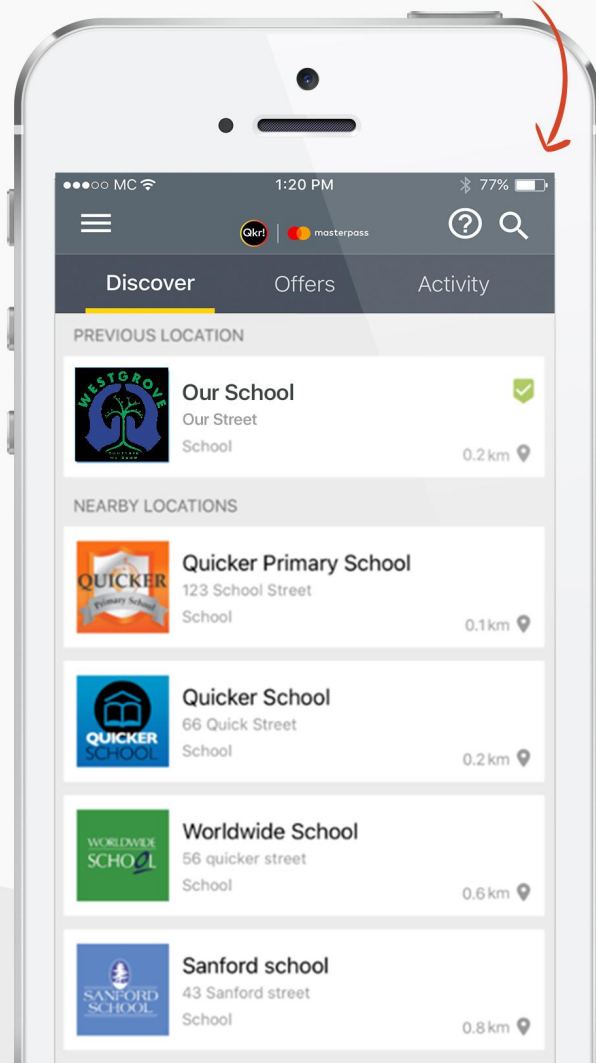 MC
1:20 PM
77%
Qkr!
masterpass
Discover
Offers
Activity
PREVIOUS LOCATION
WESTGROVE
Our School
Our Street
School
0.2 km
NEARBY LOCATIONS
QUICKER
Primary School
Quicker Primary School
123 School Street
School
0.1 km
QUICKER
SCHOOL
Quicker School
66 Quick Street
School
0.2 km
WORLDWIDE
SCHOOL
Worldwide School
56 quicker street
School
0.6 km
SANFORD
SCHOOL
Sanford school
43 Sanford street
School
0.8 km